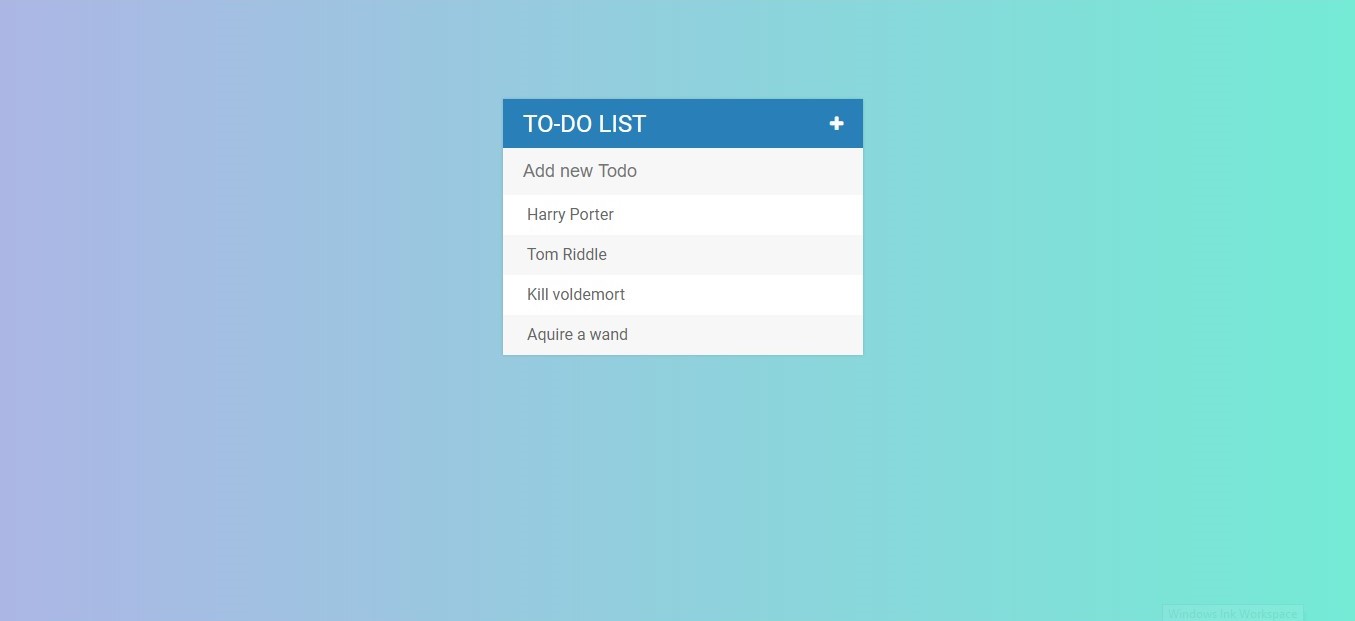 TO-DO LIST
Add new Todo
Harry Porter
Tom Riddle
Kill voldemort
Aquire a wand
Windows Ink Workspace